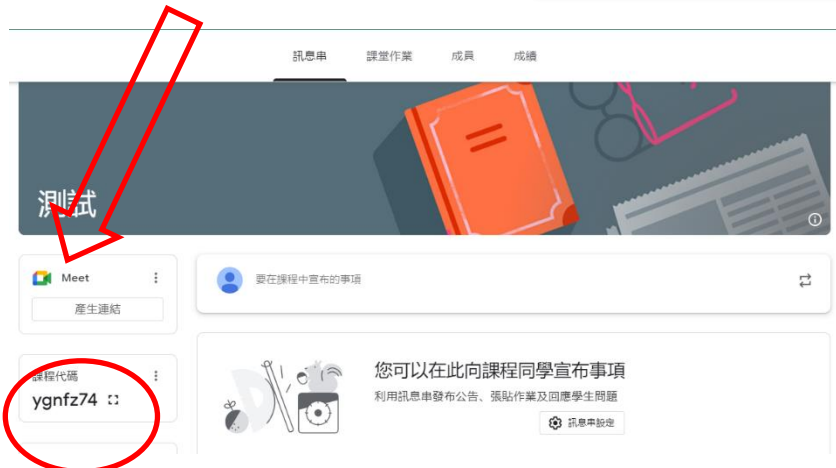 訊息串 課堂作業 成員 成績
測試
Meet
產生連結
要在課程中宣布的事項
課程代碼
ygnfz74
您可以在此向課程同學宣布事項
利用訊息串發布公告、張貼作業及回應學生問題
訊息串設定